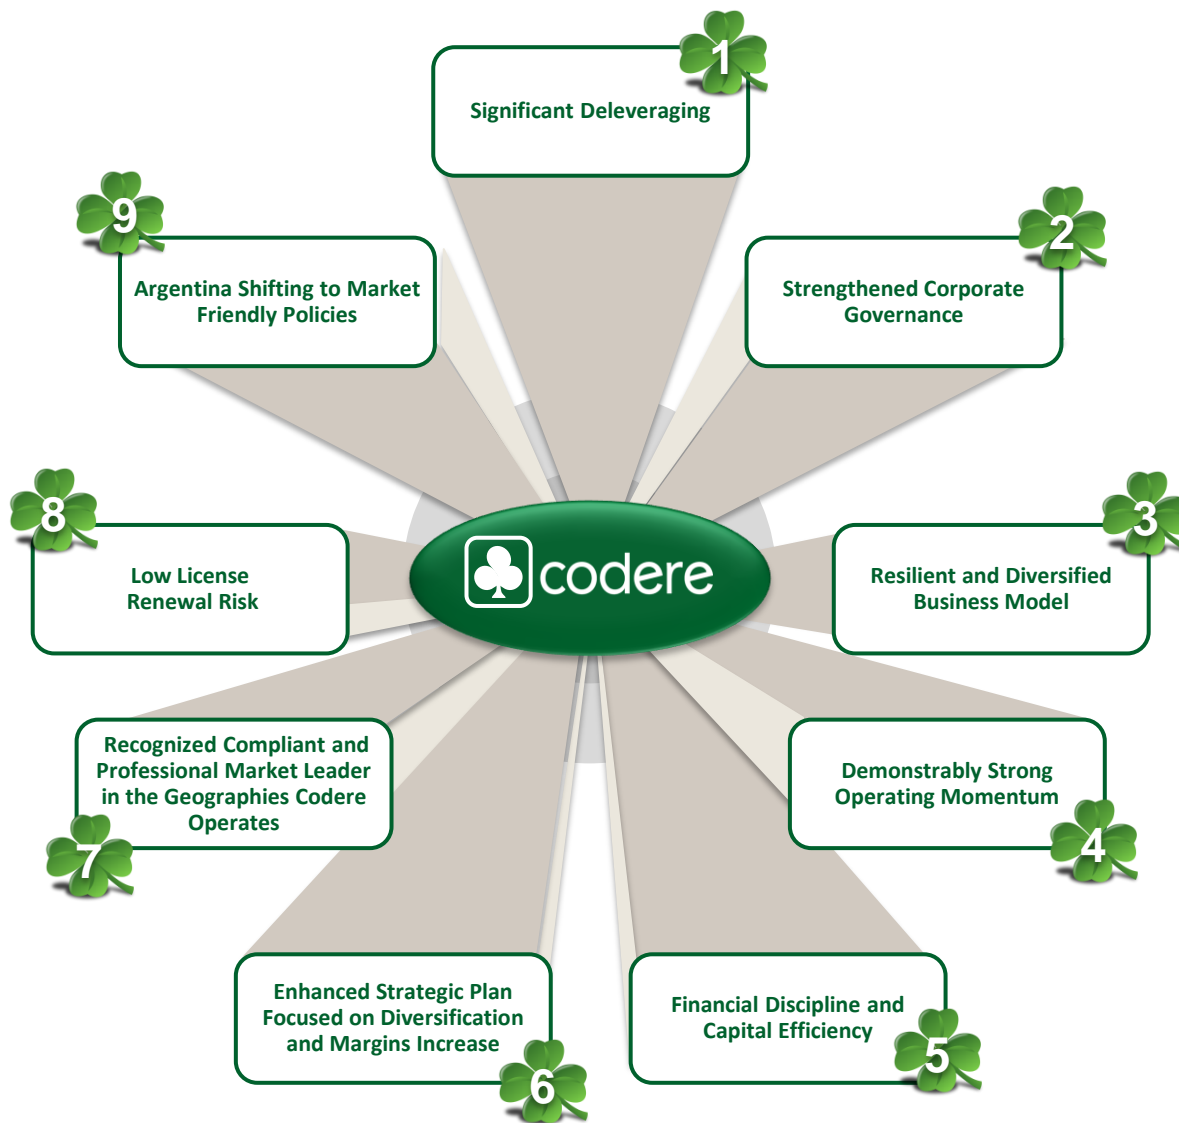 1
Significant Deleveraging
2
Strengthened Corporate
Governance
3
Resilient and Diversified
Business Model
4
Demonstrably Strong
Operating Momentum
5
Financial Discipline and
Capital Efficiency
6
Enhanced Strategic Plan
Focused on Diversification
and Margins Increase
7
Recognized Compliant and
Professional Market Leader
in the Geographies Codere
Operates
8
Low License
Renewal Risk
9
Argentina Shifting to Market
Friendly Policies
codere